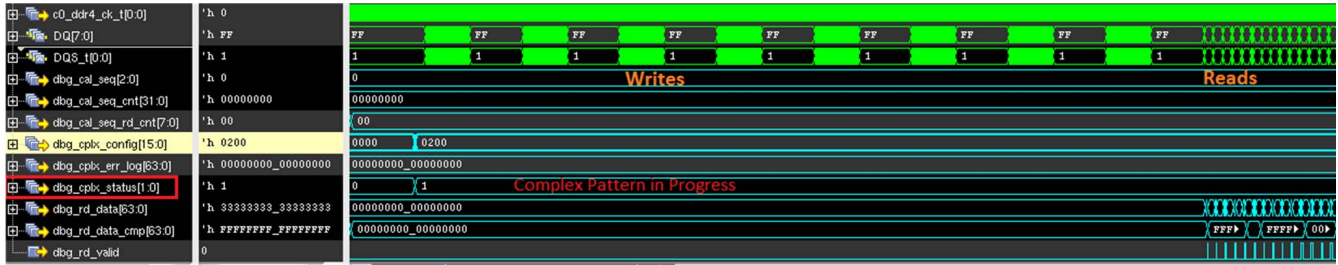 c0_ddr4_ck_t[0:0] 'h 0
DQ[7:0] 'h FF FF FF FF FF FF FF FF FF FF
DQS_t[0:0] 'h 1 1 1 1 1 1 1 1 1 1
dbg_cal_seq[2:0] 'h 0 0 Writes Reads
dbg_cal_seq_cnt[31:0] 'h 00000000 00000000
dbg_cal_seq_rd_cnt[7:0] 'h 00 00
dbg_cplx_config[15:0] 'h 0200 0000 0200
dbg_cplx_err_log[63:0] 'h 00000000_00000000 00000000_00000000
dbg_cplx_status[1:0] 'h 1 0 1 Complex Pattern in Progress
dbg_rd_data[63:0] 'h 33333333_33333333 00000000_00000000
dbg_rd_data_cmp[63:0] 'h FFFFFFFF_FFFFFFFF 00000000_00000000 FFF FFFF 00
dbg_rd_valid 0